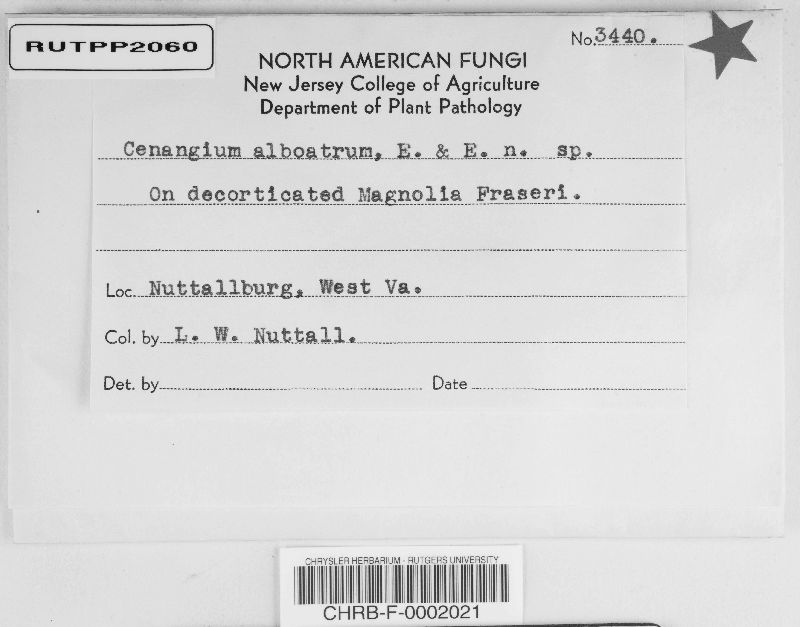 RUTPP2060
No. 3440.
NORTH AMERICAN FUNGI
New Jersey College of Agriculture
Department of Plant Pathology
Cenangium alboatrum, E. & E. n. sp.
On decorticated Magnolia Fraseri.
Loc. Nuttallburg, West Va.
Col. by L. W. Nuttall.
Det. by
Date
CHRYSLER HERBARIUM - RUTGERS UNIVERSITY
CHRB-F-0002021